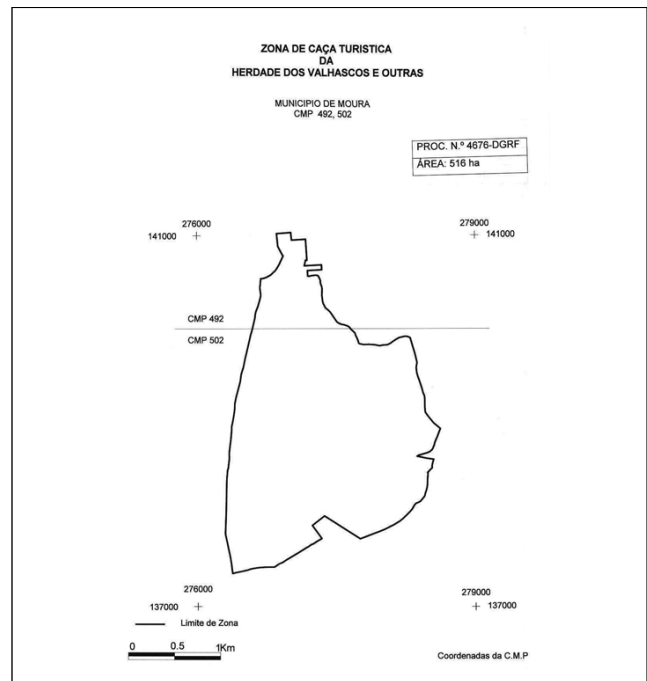 ZONA DE CAÇA TURISTICA
DA
HERDADE DOS VALHASCOS E OUTRAS
MUNICIPIO DE MOURA
CMP 492, 502
PROC. N.º 4676-DGRF
ÁREA: 516 ha
276000
141000
279000
141000
CMP 492
CMP 502
276000
137000
279000
137000
Limite de Zona
0 0.5 1Km
Coordenadas da C.M.P